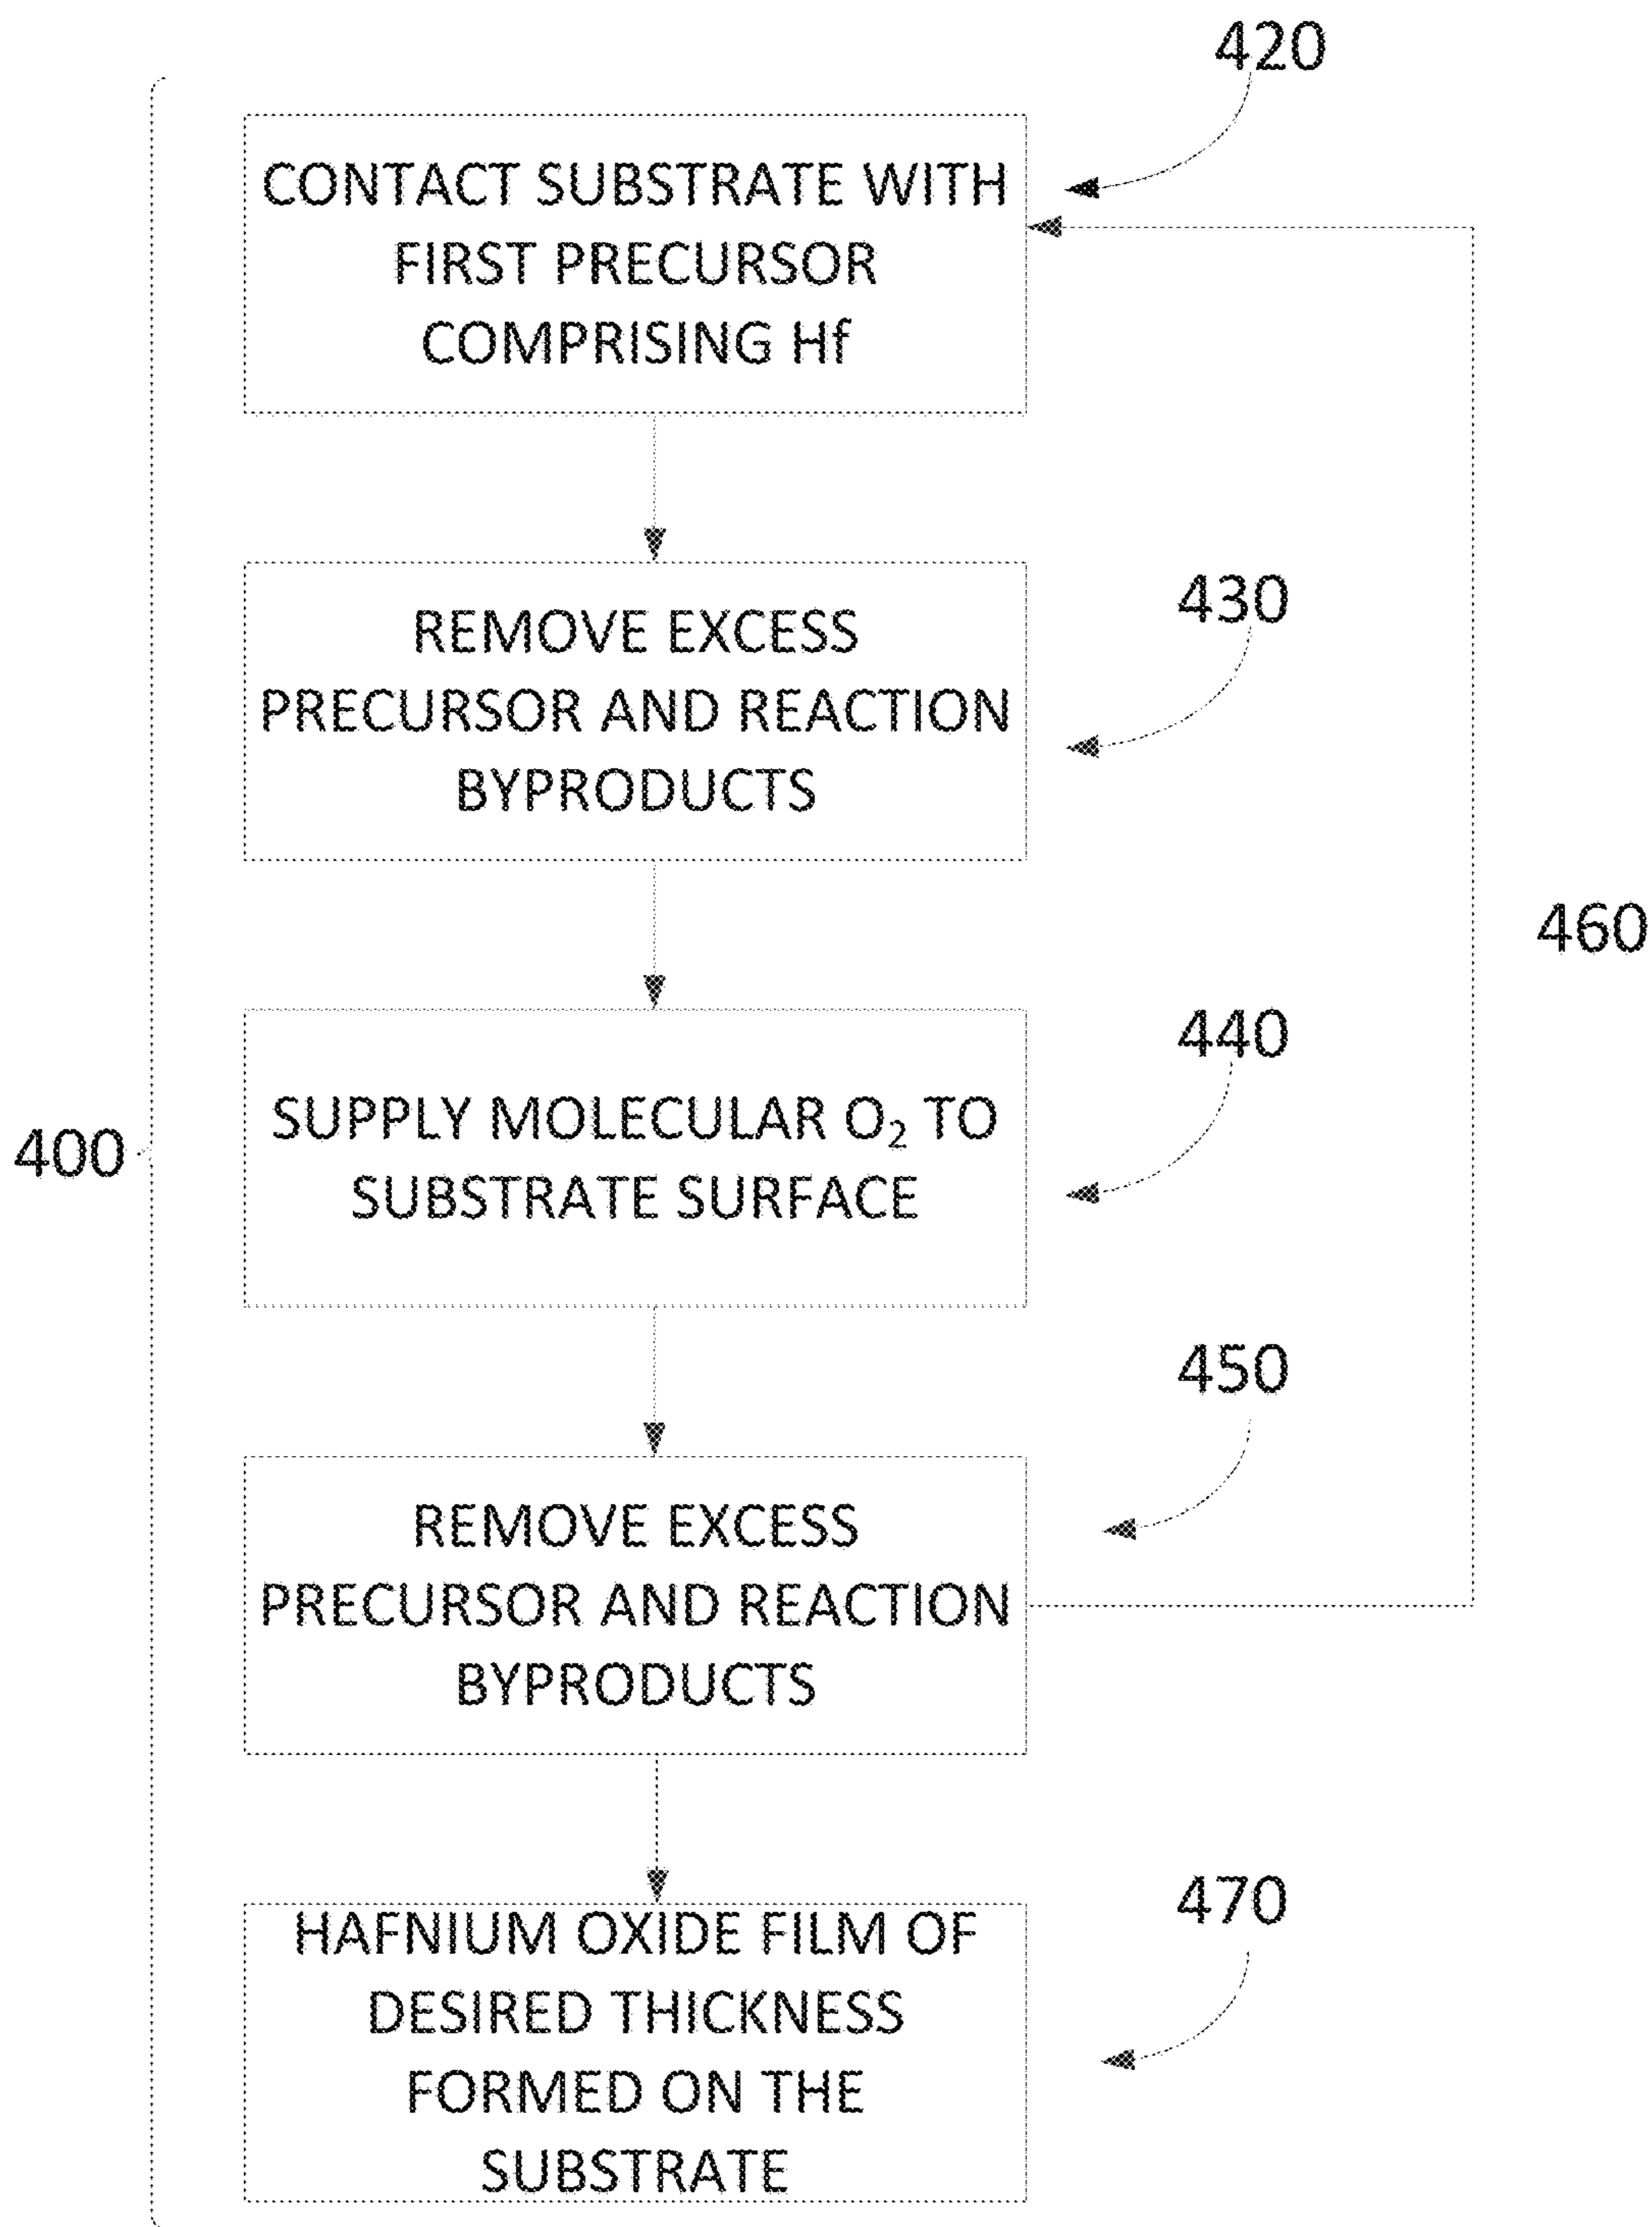 420
CONTACT SUBSTRATE WITH
FIRST PRECURSOR
COMPRISING Hf
430
REMOVE EXCESS
PRECURSOR AND REACTION
BYPRODUCTS
460
440
SUPPLY MOLECULAR O₂ TO
SUBSTRATE SURFACE
400
450
REMOVE EXCESS
PRECURSOR AND REACTION
BYPRODUCTS
470
HAFNIUM OXIDE FILM OF
DESIRED THICKNESS
FORMED ON THE
SUBSTRATE